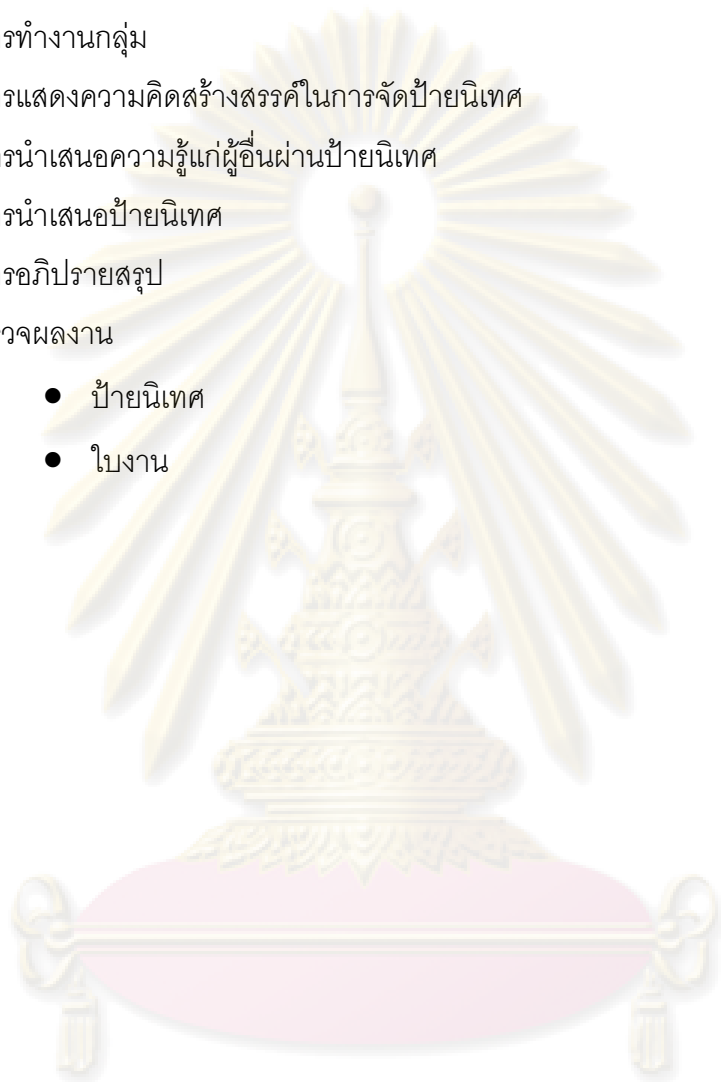 รทำงานกลุ่ม
รแสดงความคิดสร้างสรรค์ในการจัดป้ายนิเทศ
รนำเสนอความรู้แก่ผู้อื่นผ่านป้ายนิเทศ
รนำเสนอป้ายนิเทศ
รอภิปรายสรุป
วจผลงาน
● ป้ายนิเทศ
● ใบงาน